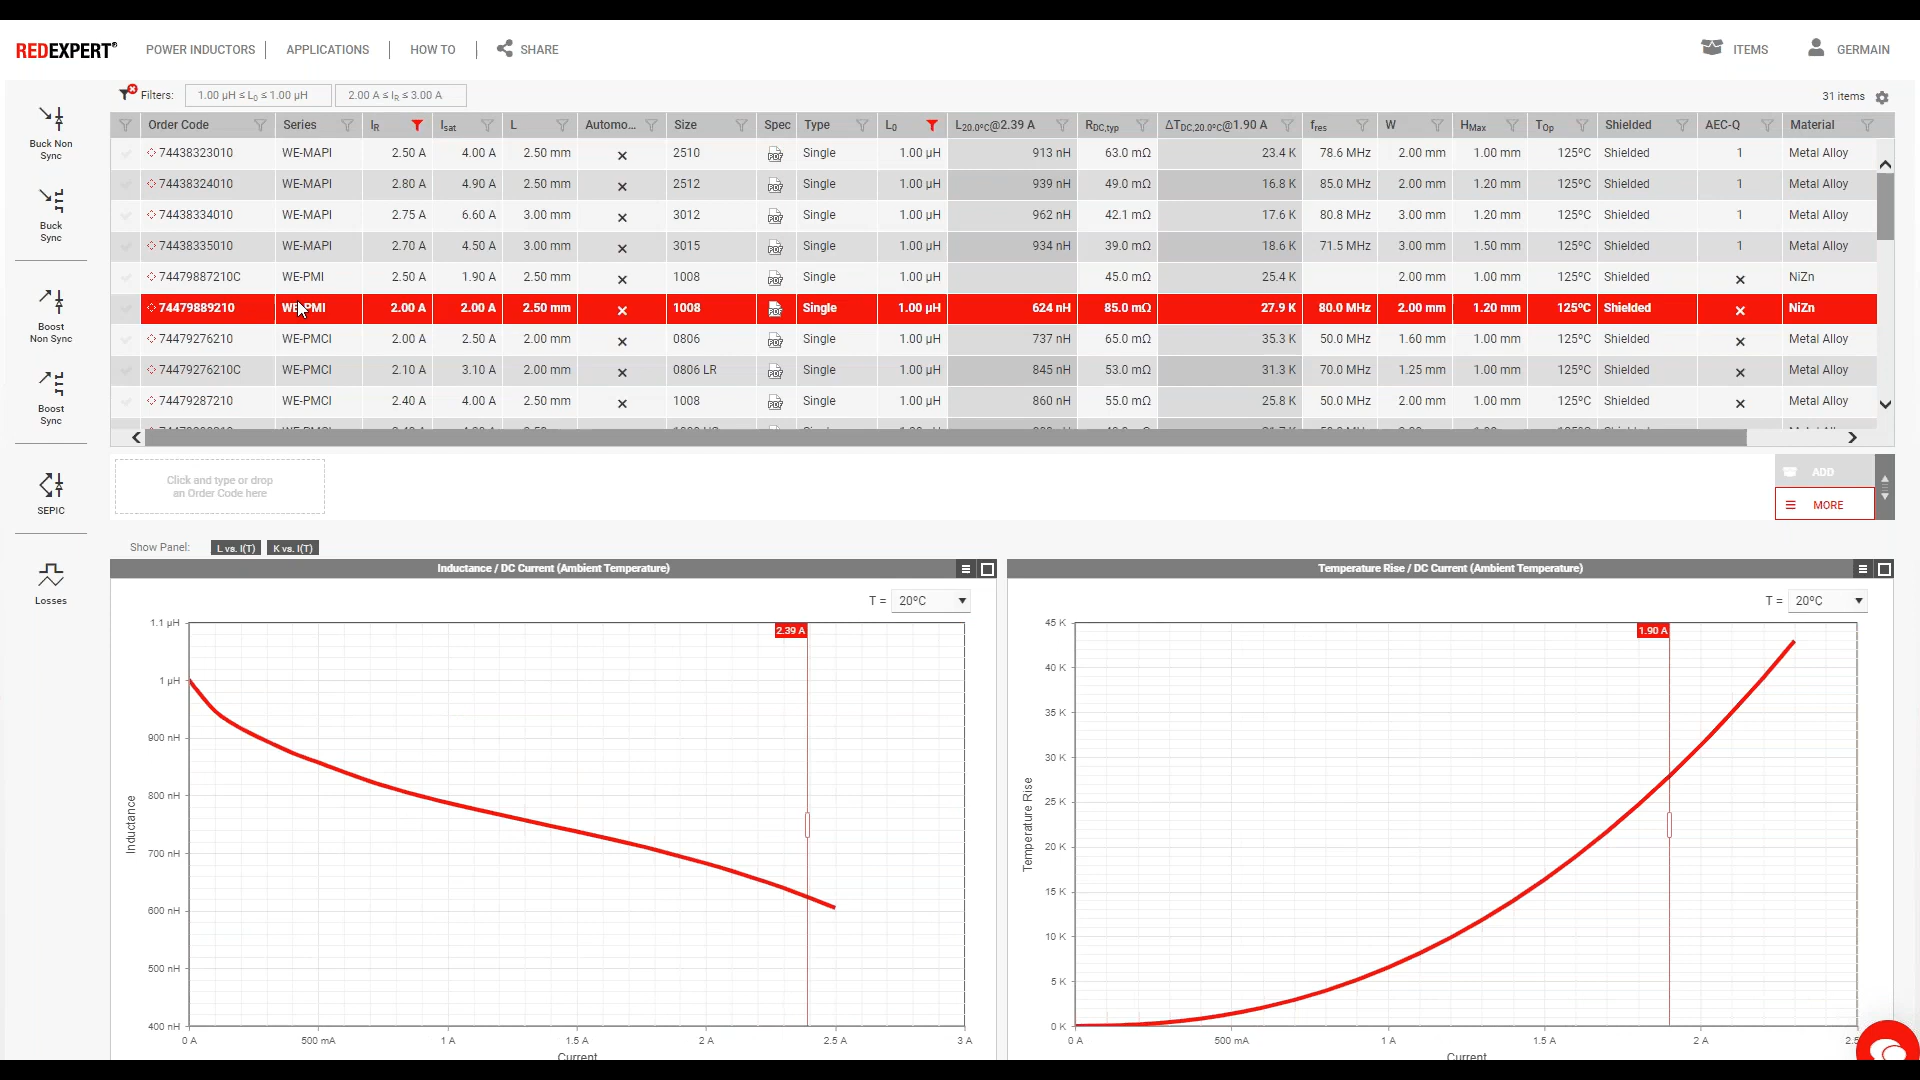 REDEXPERT® POWER INDUCTORS APPLICATIONS HOW TO SHARE ITEMS GERMAIN
Filters: 1.00 µH ≤ L0 ≤ 1.00 µH 2.00 A ≤ IR ≤ 3.00 A 31 items
Order Code Series IR Isat L Automo... Size Spec Type L0 L20.0°C@2.39 A RDC,typ ΔTDC,20.0°C@1.90 A fres W HMax TOp Shielded AEC-Q Material
74438323010 WE-MAPI 2.50 A 4.00 A 2.50 mm 2510 PDF Single 1.00 µH 913 nH 63.0 mΩ 23.4 K 78.6 MHz 2.00 mm 1.00 mm 125°C Shielded 1 Metal Alloy
74438324010 WE-MAPI 2.80 A 4.90 A 2.50 mm 2512 PDF Single 1.00 µH 939 nH 49.0 mΩ 16.8 K 85.0 MHz 2.00 mm 1.20 mm 125°C Shielded 1 Metal Alloy
74438334010 WE-MAPI 2.75 A 6.60 A 3.00 mm 3012 PDF Single 1.00 µH 962 nH 42.1 mΩ 17.6 K 80.8 MHz 3.00 mm 1.20 mm 125°C Shielded 1 Metal Alloy
74438335010 WE-MAPI 2.70 A 4.50 A 3.00 mm 3015 PDF Single 1.00 µH 934 nH 39.0 mΩ 18.6 K 71.5 MHz 3.00 mm 1.50 mm 125°C Shielded 1 Metal Alloy
74479887210C WE-PMI 2.50 A 1.90 A 2.50 mm 1008 PDF Single 1.00 µH 45.0 mΩ 25.4 K 2.00 mm 1.00 mm 125°C Shielded NiZn
74479889210 WE-PMI 2.00 A 2.00 A 2.50 mm 1008 PDF Single 1.00 µH 624 nH 85.0 mΩ 27.9 K 80.0 MHz 2.00 mm 1.20 mm 125°C Shielded NiZn
74479276210 WE-PMCI 2.00 A 2.50 A 2.00 mm 0806 PDF Single 1.00 µH 737 nH 65.0 mΩ 35.3 K 50.0 MHz 1.60 mm 1.00 mm 125°C Shielded Metal Alloy
74479276210C WE-PMCI 2.10 A 3.10 A 2.00 mm 0806 LR PDF Single 1.00 µH 845 nH 53.0 mΩ 31.3 K 70.0 MHz 1.25 mm 1.00 mm 125°C Shielded Metal Alloy
74479287210 WE-PMCI 2.40 A 4.00 A 2.50 mm 1008 PDF Single 1.00 µH 860 nH 55.0 mΩ 25.8 K 50.0 MHz 2.00 mm 1.00 mm 125°C Shielded Metal Alloy
Buck Non
Sync
Buck
Sync
Boost
Non Sync
Boost
Sync
SEPIC
Losses
Click and type or drop
an Order Code here
ADD
MORE
Show Panel: L vs. I(T) K vs. I(T)
Inductance / DC Current (Ambient Temperature)
T = 20°C
2.39 A
1.1 µH
1 µH
900 nH
800 nH
700 nH
600 nH
500 nH
400 nH
Inductance
0 A 500 mA 1 A 1.5 A 2 A 2.5 A 3 A
Current
Temperature Rise / DC Current (Ambient Temperature)
T = 20°C
1.90 A
45 K
40 K
35 K
30 K
25 K
20 K
15 K
10 K
5 K
0 K
Temperature Rise
0 A 500 mA 1 A 1.5 A 2 A 2.5
Current